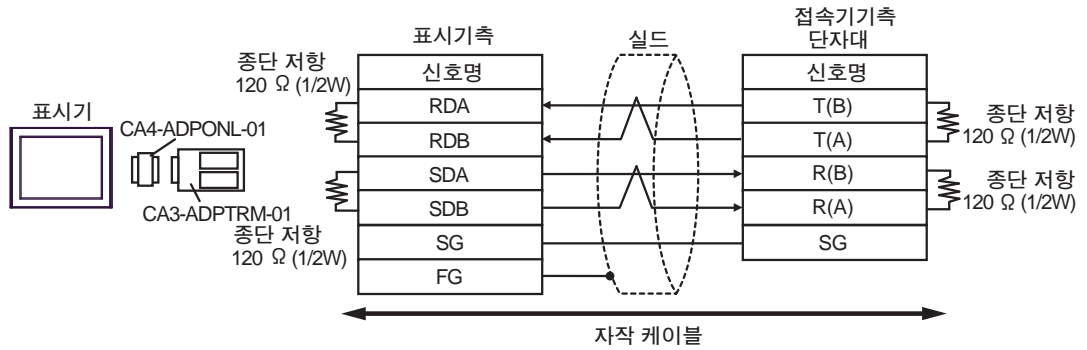 표시기
CA4-ADPONL-01
CA3-ADPTRM-01
종단 저항
120 Ω (1/2W)
종단 저항
120 Ω (1/2W)
표시기측
신호명
RDA
RDB
SDA
SDB
SG
FG
실드
접속기기측
단자대
신호명
T(B)
T(A)
R(B)
R(A)
SG
종단 저항
120 Ω (1/2W)
종단 저항
120 Ω (1/2W)
자작 케이블